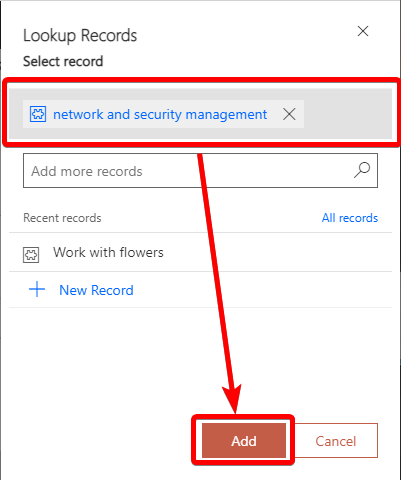 Lookup Records
Select record
network and security management
Add more records
Recent records All records
Work with flowers
New Record
Add Cancel